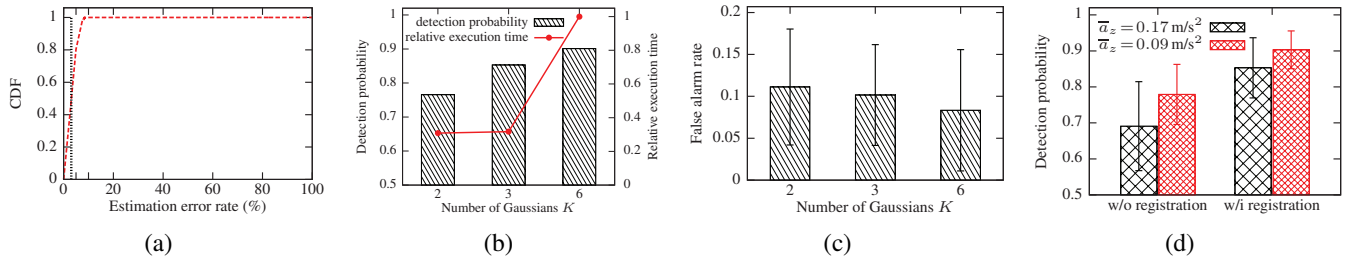 1
0.8
0.6
0.4
0.2
0
CDF
0 5 20 40 60 80 100
Estimation error rate (%)
(a)
detection probability
relative execution time
1
0.9
0.8
0.7
0.6
0.5
Detection probability
2 3 6
Number of Gaussians K
1
0.8
0.6
0.4
0.2
0
Relative execution time
(b)
0.2
0.15
0.1
0.05
0
False alarm rate
2 3 6
Number of Gaussians K
(c)
a̅z = 0.17 m/s²
a̅z = 0.09 m/s²
1
0.9
0.8
0.7
0.6
0.5
Detection probability
w/o registration w/i registration
(d)